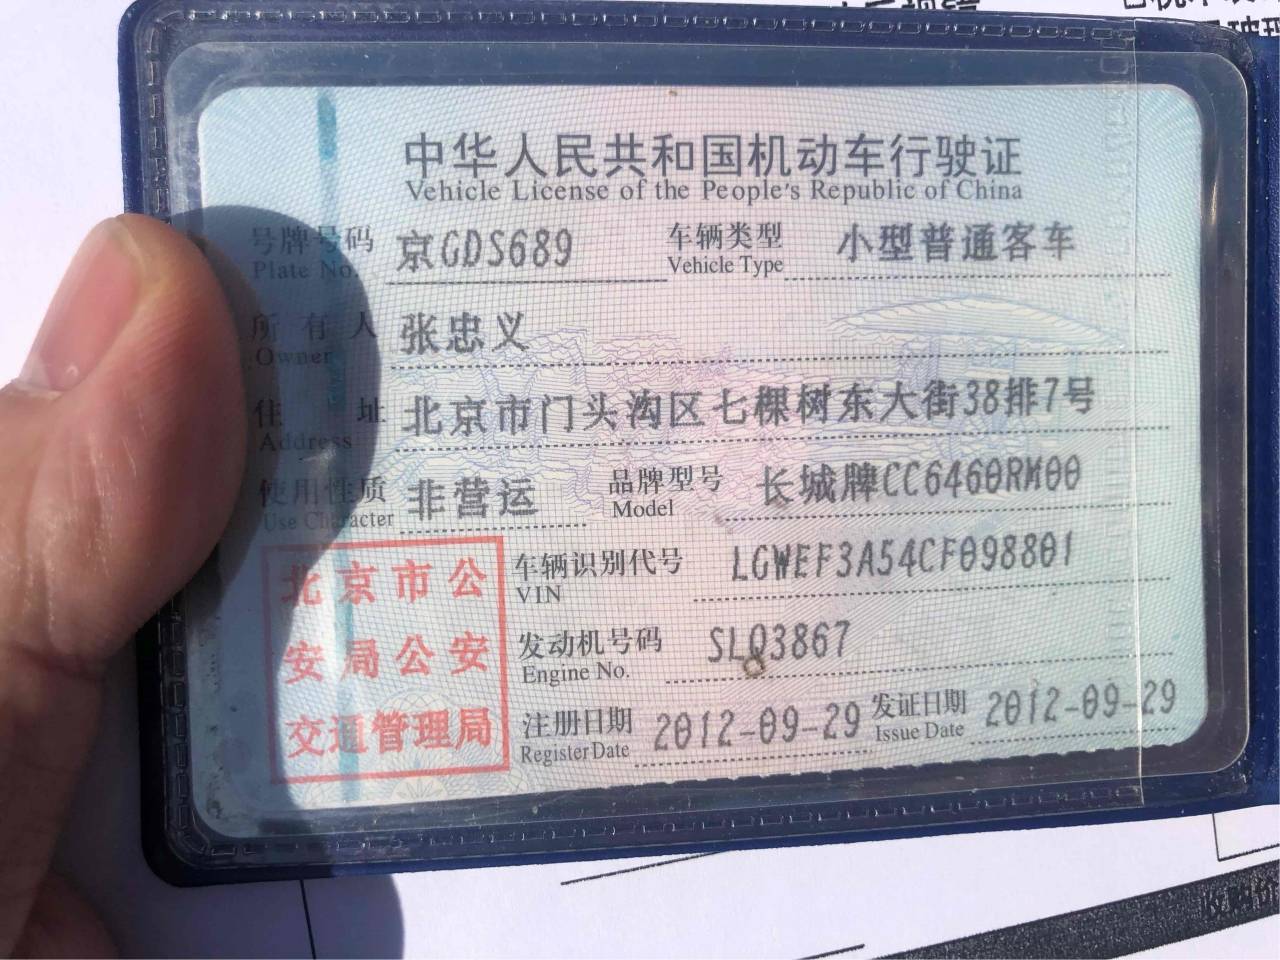 中华人民共和国机动车行驶证
Vehicle License of the People's Republic of China
号牌号码 京GDS689 车辆类型 小型普通客车
Plate No. Vehicle Type
所有人 张忠义
Owner
住址 北京市门头沟区七棵树东大街38排7号
Address
使用性质 非营运 品牌型号 长城牌CC6460RM00
Use Character Model
车辆识别代号 LGWEF3A54CF098801
VIN
发动机号码 SLQ3867
Engine No.
注册日期 2012-09-29 发证日期 2012-09-29
Register Date Issue Date
北京市公
安局公安
交通管理局